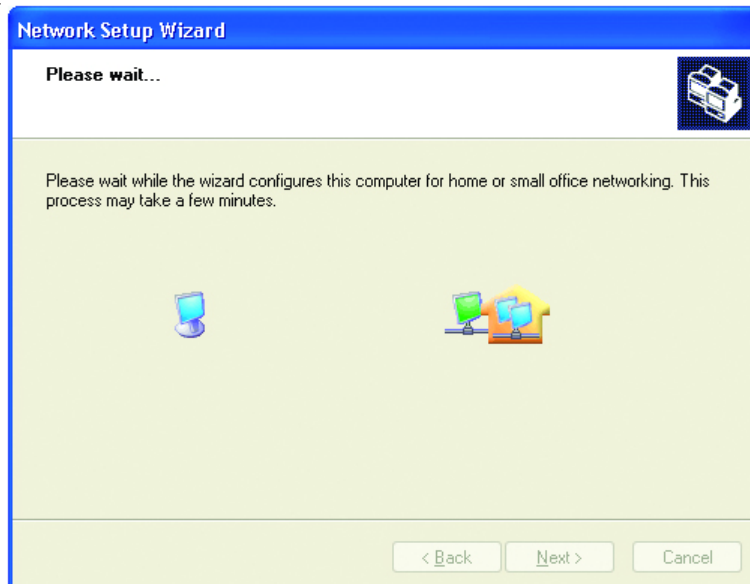 Network Setup Wizard
Please wait...
Please wait while the wizard configures this computer for home or small office networking. This
process may take a few minutes.
< Back Next > Cancel